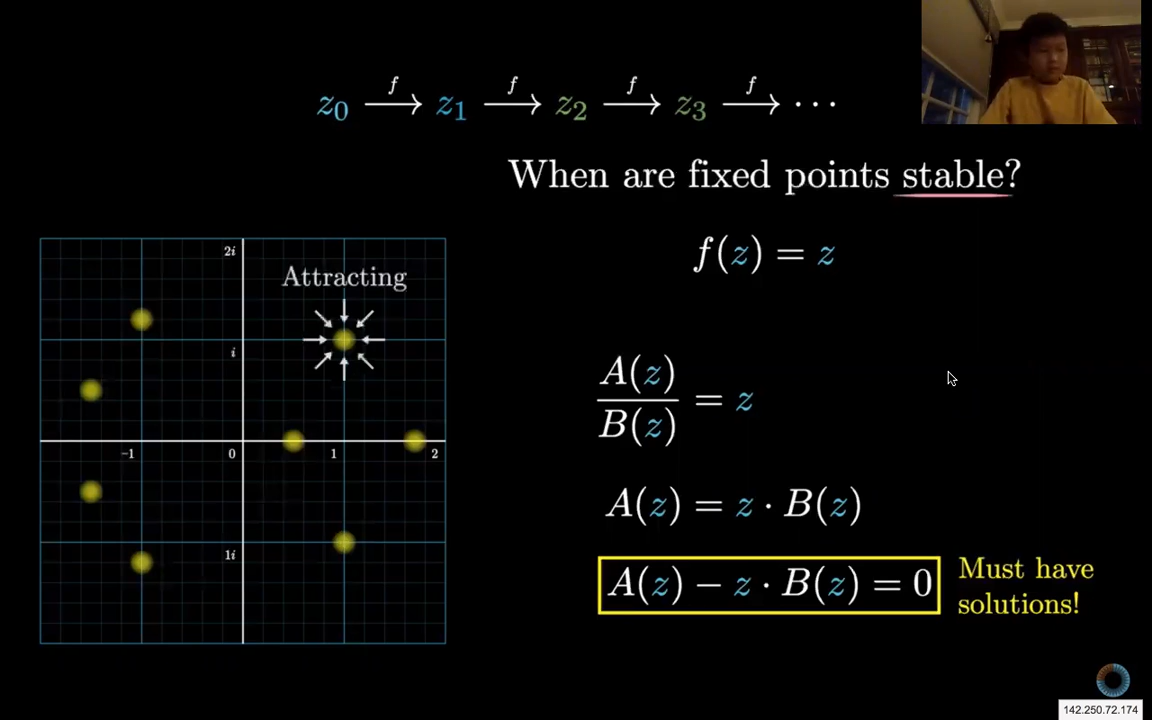 z₀ —f→ z₁ —f→ z₂ —f→ z₃ —f→ ⋯
When are fixed points stable?
f(z) = z
2i
Attracting
i
-1 0 1 2
1i
A(z)/B(z) = z
A(z) = z · B(z)
A(z) − z · B(z) = 0
Must have
solutions!
142.250.72.174